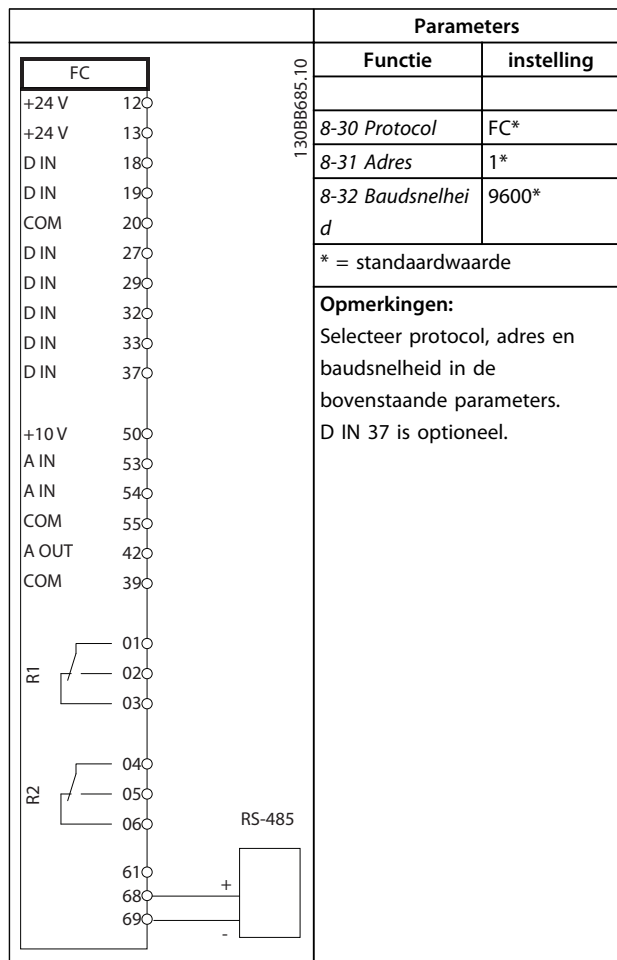 Parameters
Functie instelling
8-30 Protocol FC*
8-31 Adres 1*
8-32 Baudsnelhei 9600*
d
* = standaardwaarde
Opmerkingen:
Selecteer protocol, adres en
baudsnelheid in de
bovenstaande parameters.
D IN 37 is optioneel.
130BB685.10
FC
+24 V 12
+24 V 13
D IN 18
D IN 19
COM 20
D IN 27
D IN 29
D IN 32
D IN 33
D IN 37
+10 V 50
A IN 53
A IN 54
COM 55
A OUT 42
COM 39
R1
01
02
03
R2
04
05
06
RS-485
61
68 +
69 -